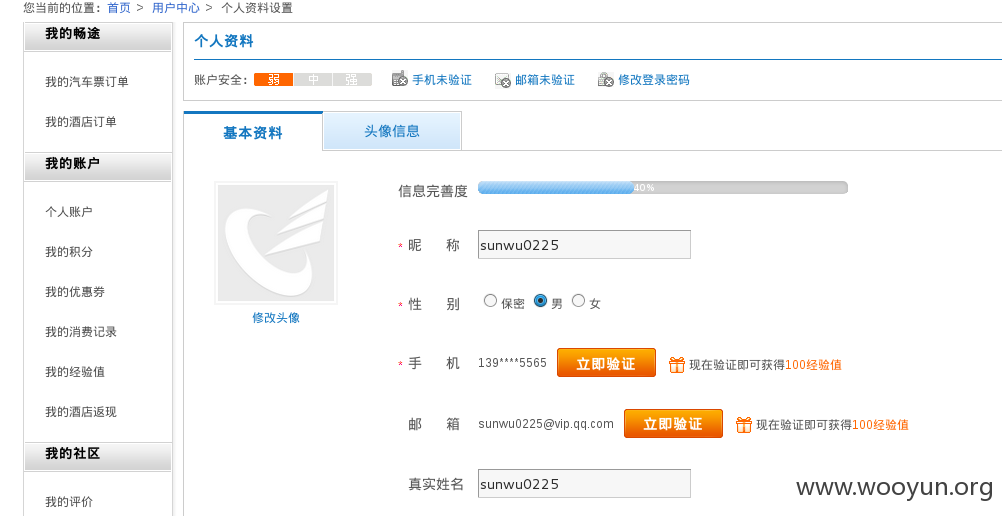 您当前的位置: 首页 > 用户中心 > 个人资料设置
我的畅途
我的汽车票订单
我的酒店订单
我的账户
个人账户
我的积分
我的优惠券
我的消费记录
我的经验值
我的酒店返现
我的社区
我的评价
个人资料
账户安全: 弱 中 强 手机未验证 邮箱未验证 修改登录密码
基本资料 头像信息
修改头像
信息完善度 40%
* 昵 称 sunwu0225
* 性 别 保密 男 女
* 手 机 139****5565 立即验证 现在验证即可获得100经验值
邮 箱 sunwu0225@vip.qq.com 立即验证 现在验证即可获得100经验值
真实姓名 sunwu0225
www.wooyun.org